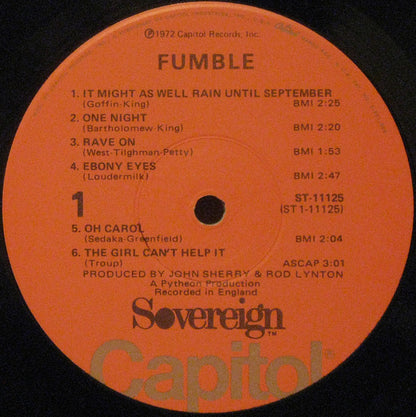 ℗1972 Capitol Records, Inc.
FUMBLE
1. IT MIGHT AS WELL RAIN UNTIL SEPTEMBER
(Goffin-King) BMI 2:25
2. ONE NIGHT
(Bartholomew-King) BMI 2:20
3. RAVE ON
(West-Tilghman-Petty) BMI 1:53
4. EBONY EYES
(Loudermilk) BMI 2:47
1 ST-11125
(ST1-11125)
5. OH CAROL
(Sedaka-Greenfield) BMI 2:04
6. THE GIRL CAN'T HELP IT
(Troup) ASCAP 3:01
PRODUCED BY JOHN SHERRY & ROD LYNTON
A Pytheon Production
Recorded in England
Sovereign TM
Capitol®